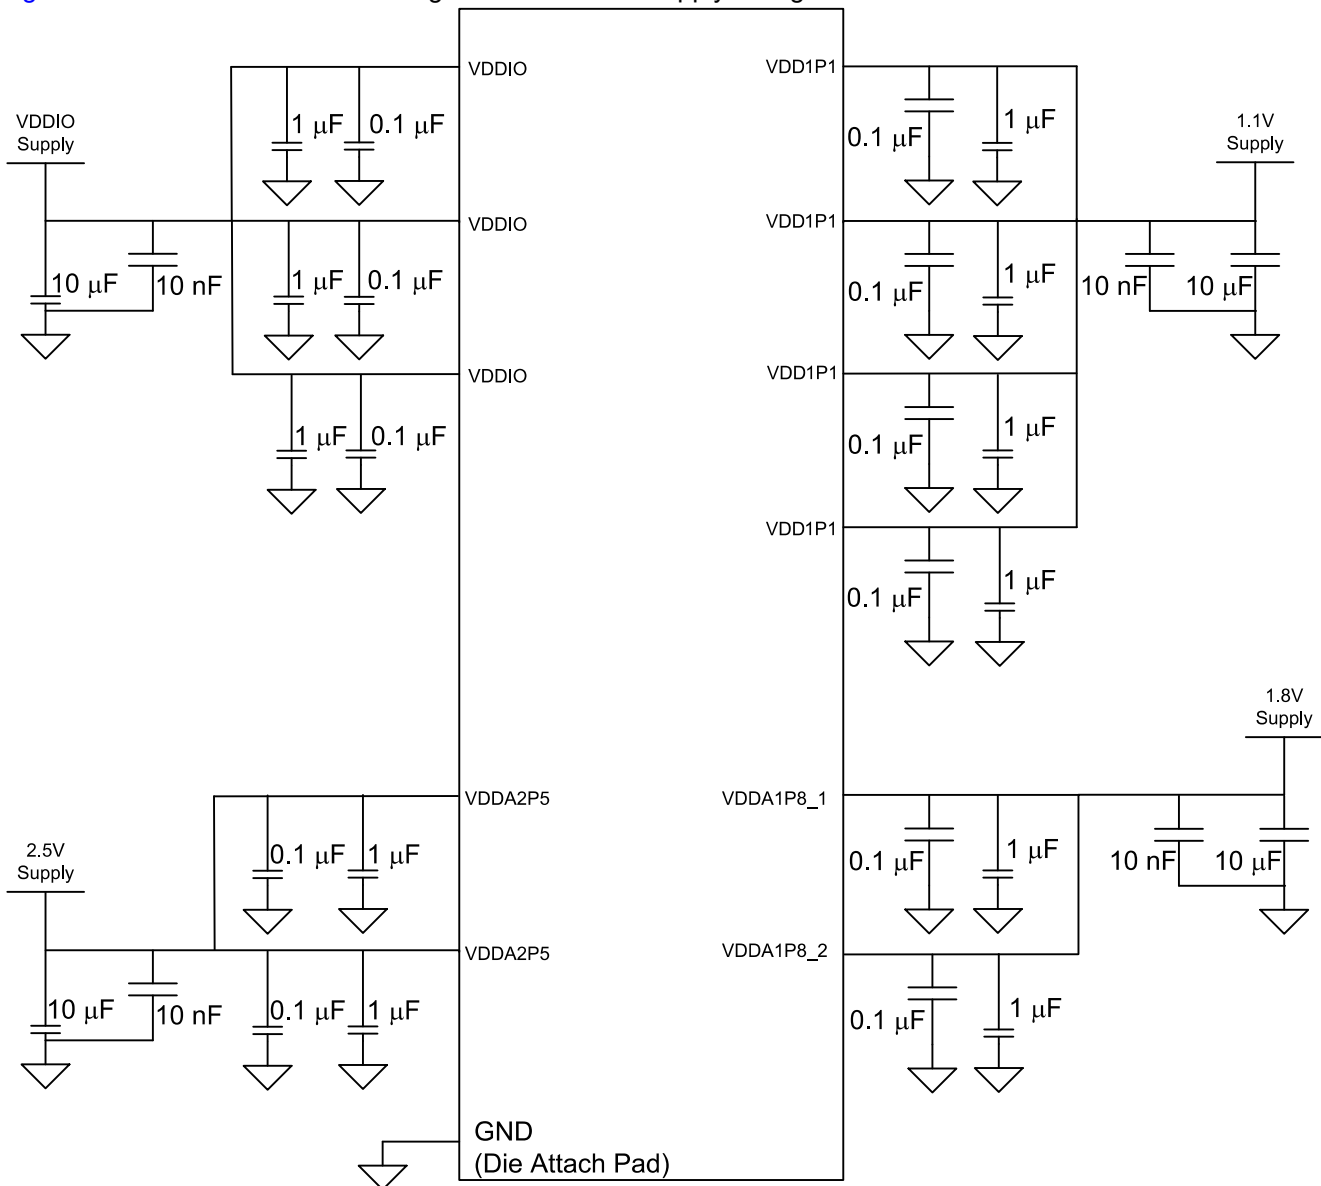 VDDIO
VDD1P1
1 µF
0.1 µF
0.1 µF
1 µF
VDDIO
Supply
1.1V
Supply
VDDIO
VDD1P1
10 µF
10 nF
1 µF
0.1 µF
0.1 µF
1 µF
10 nF
10 µF
VDDIO
VDD1P1
1 µF
0.1 µF
0.1 µF
1 µF
VDD1P1
0.1 µF
1 µF
1.8V
Supply
VDDA2P5
VDDA1P8_1
2.5V
Supply
0.1 µF
1 µF
0.1 µF
1 µF
10 nF
10 µF
VDDA2P5
VDDA1P8_2
10 µF
10 nF
0.1 µF
1 µF
0.1 µF
1 µF
GND
(Die Attach Pad)